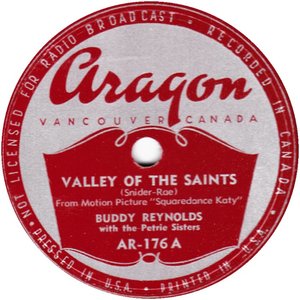 NOT LICENSED FOR RADIO BROADCAST • RECORDED IN CANADA
Aragon
VANCOUVER CANADA
VALLEY OF THE SAINTS
(Snider-Rae)
From Motion Picture "Squaredance Katy"
BUDDY REYNOLDS
with the Petrie Sisters
AR-176 A
PRESSED IN U.S.A.
PRINTED IN U.S.A.